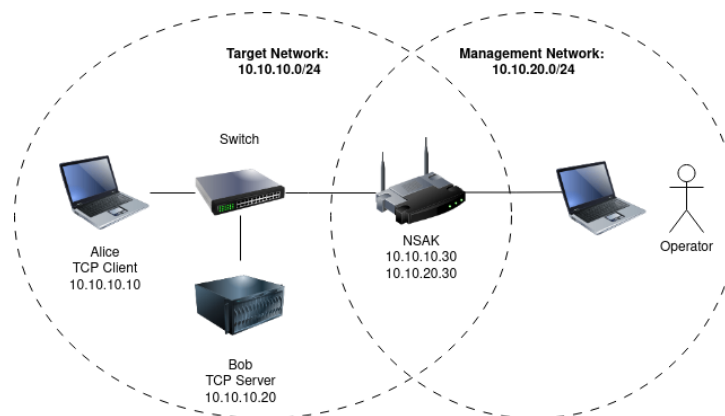 Target Network:
10.10.10.0/24
Management Network:
10.10.20.0/24
Switch
Alice
TCP Client
10.10.10.10
NSAK
10.10.10.30
10.10.20.30
Operator
Bob
TCP Server
10.10.10.20